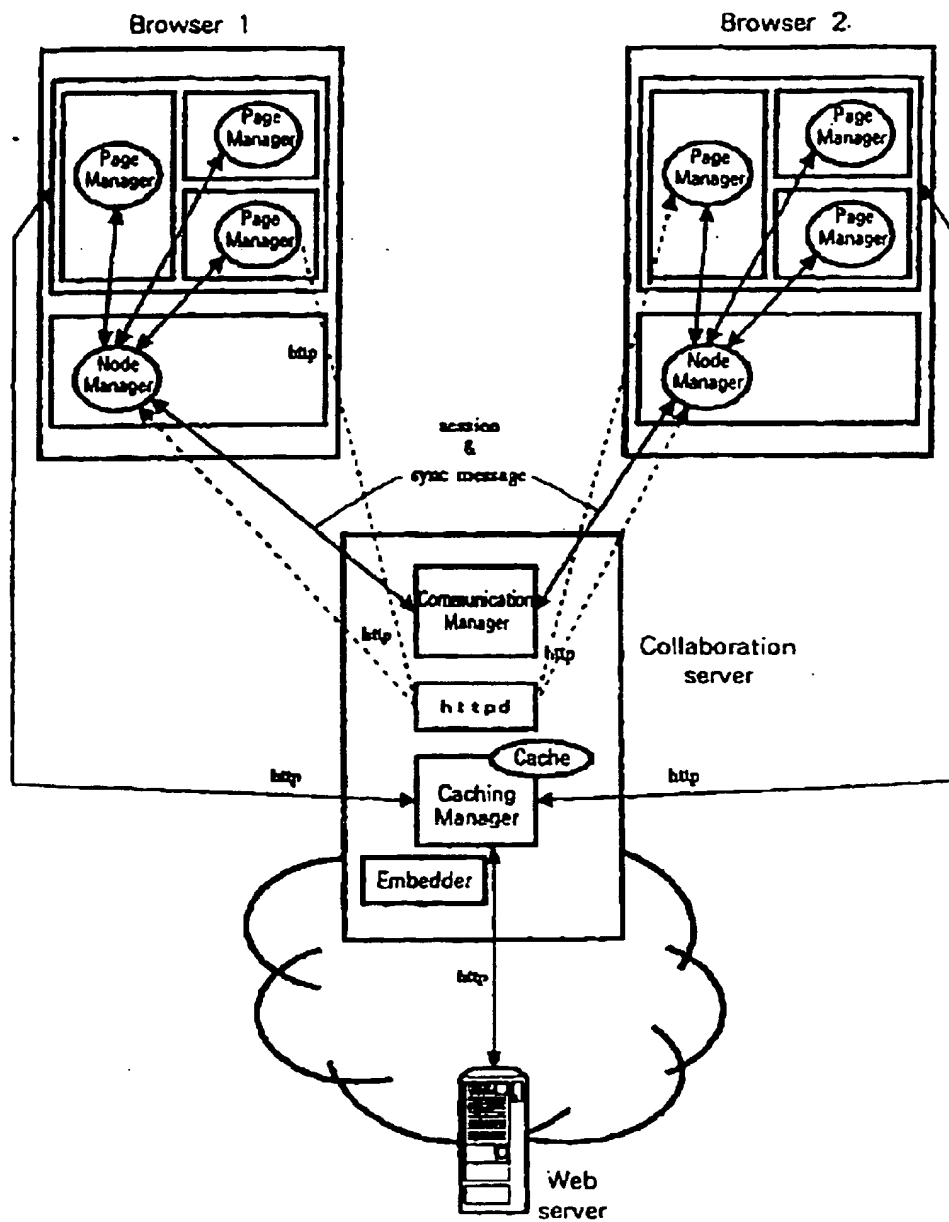 Browser 1
Browser 2.
Page
Manager
Page
Manager
Page
Manager
Node
Manager
Page
Manager
Page
Manager
Page
Manager
Node
Manager
http
session
&
sync message
Communication
Manager
http
http
Collaboration
server
httpd
Cache
http
http
Caching
Manager
Embedder
http
Web
server